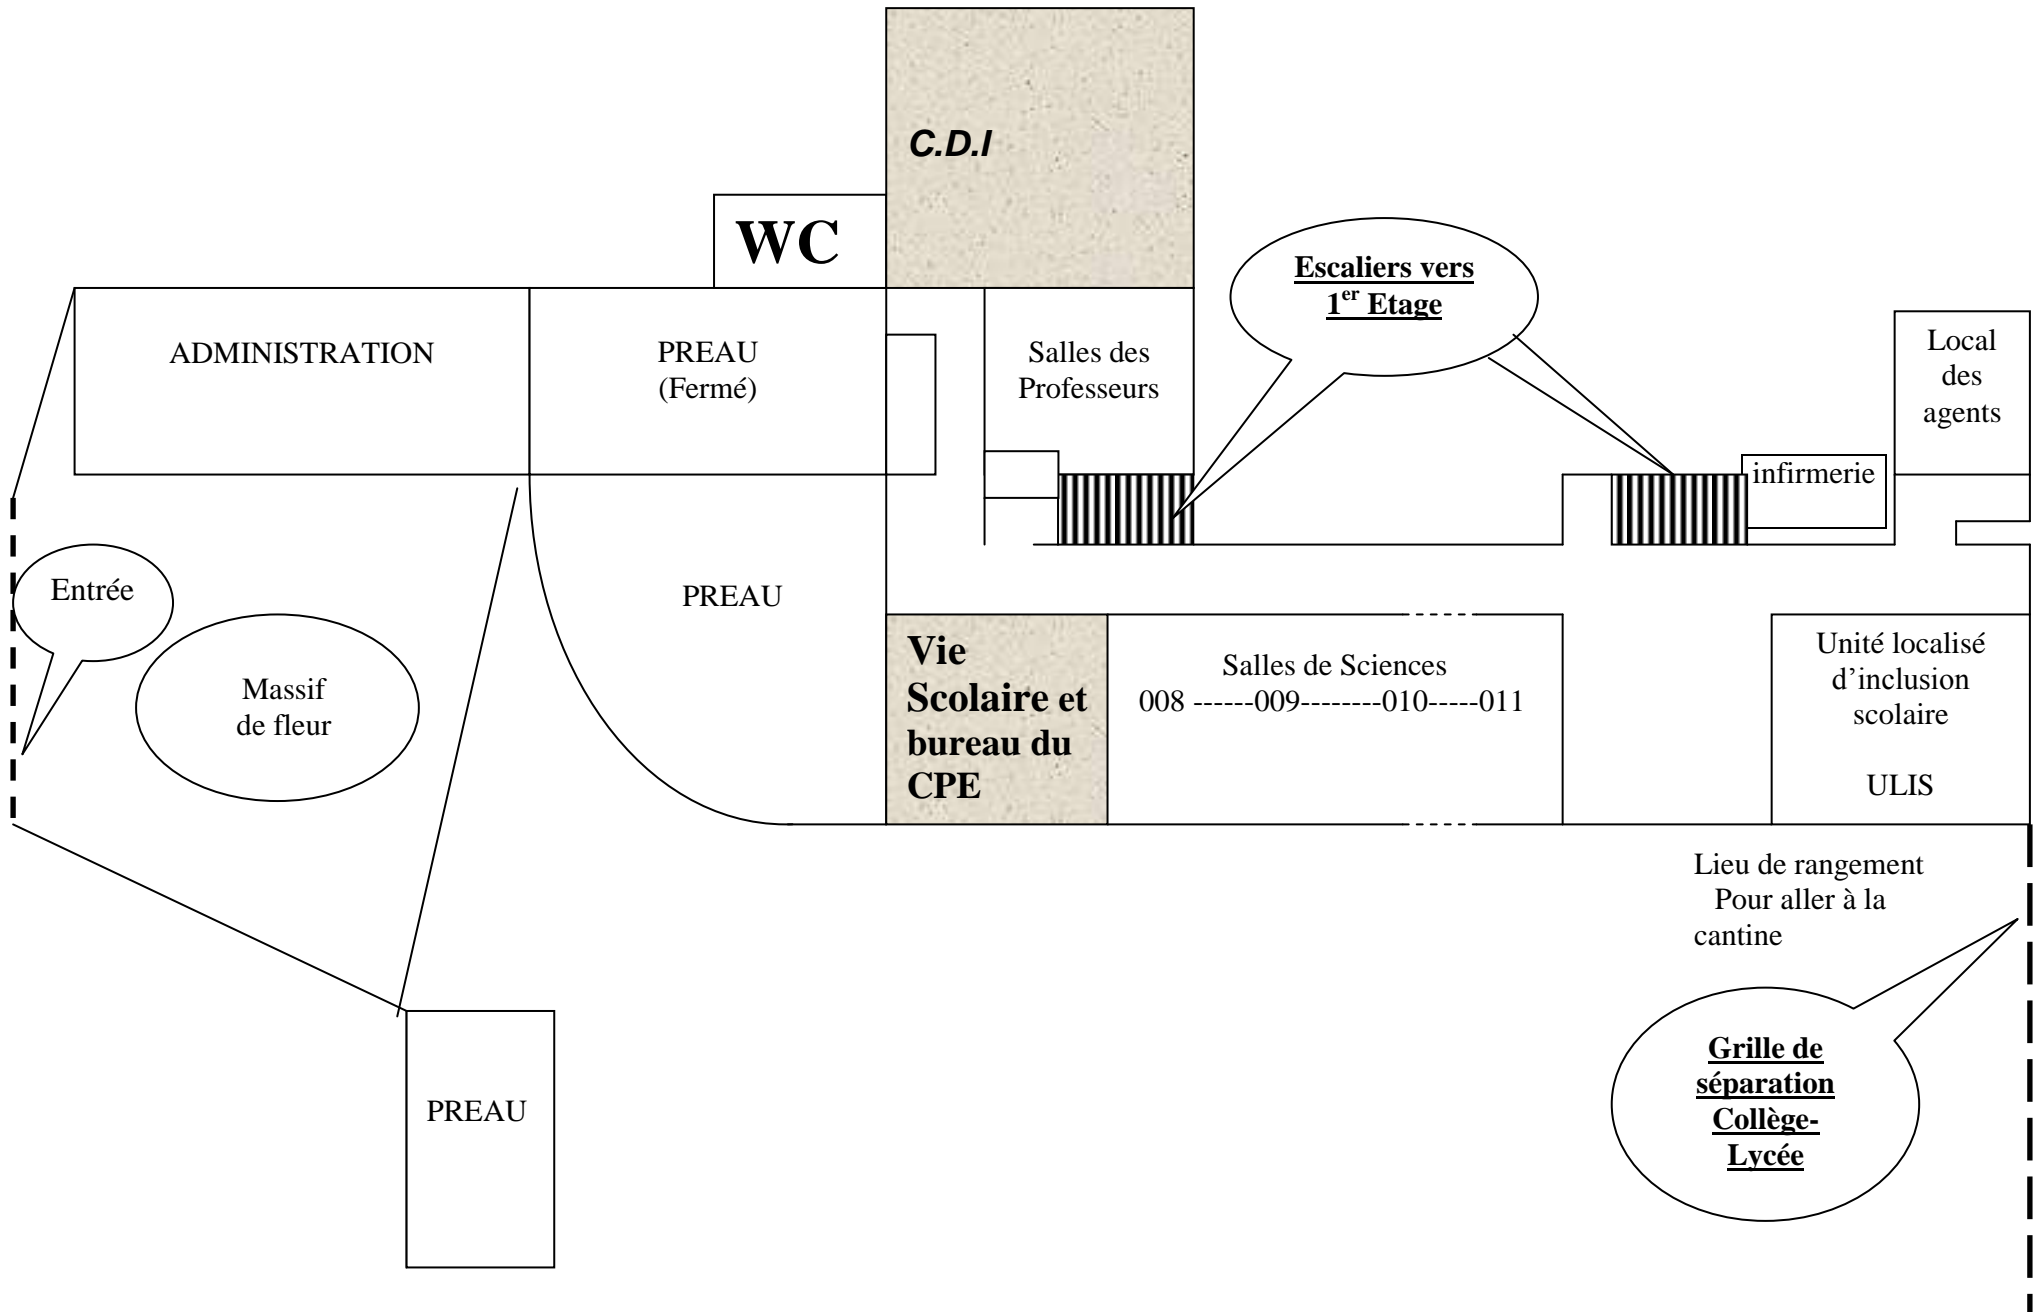 C.D.I
WC
Escaliers vers
1er Etage
ADMINISTRATION
PREAU
(Fermé)
Salles des
Professeurs
Local
des
agents
infirmerie
Entrée
PREAU
Massif
de fleur
Vie
Scolaire et
bureau du
CPE
Salles de Sciences
008 ------009--------010-----011
Unité localisé
d’inclusion
scolaire
ULIS
Lieu de rangement
Pour aller à la
cantine
Grille de
séparation
Collège-
Lycée
PREAU